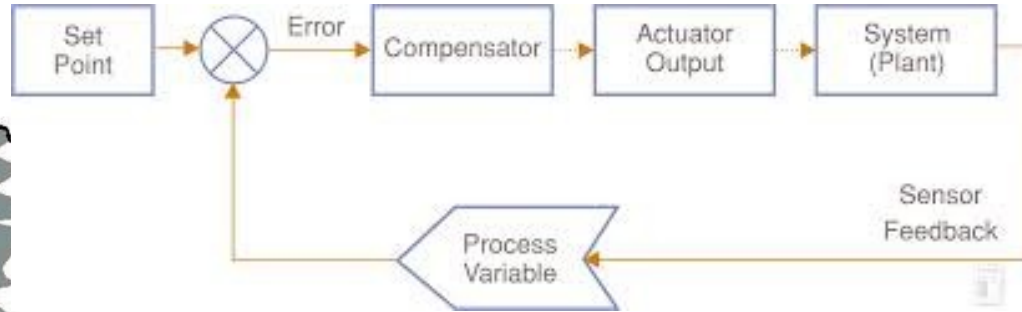 Set
Point
Error
Compensator
Actuator
Output
System
(Plant)
Sensor
Feedback
Process
Variable